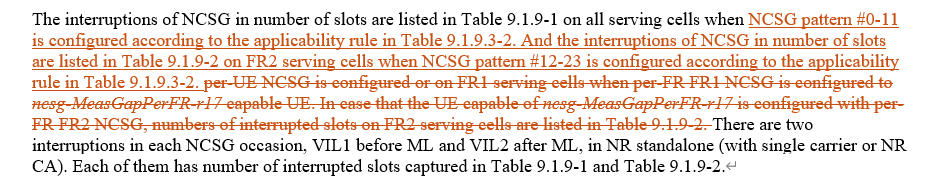 The interruptions of NCSG in number of slots are listed in Table 9.1.9-1 on all serving cells when NCSG pattern #0-11
is configured according to the applicability rule in Table 9.1.9.3-2. And the interruptions of NCSG in number of slots
are listed in Table 9.1.9-2 on FR2 serving cells when NCSG pattern #12-23 is configured according to the applicability
rule in Table 9.1.9.3-2. per-UE NCSG is configured or on FR1 serving cells when per-FR FR1 NCSG is configured to
ncsg-MeasGapPerFR-r17 capable UE. In case that the UE capable of ncsg-MeasGapPerFR-r17 is configured with per-
FR FR2 NCSG, numbers of interrupted slots on FR2 serving cells are listed in Table 9.1.9-2. There are two
interruptions in each NCSG occasion, VIL1 before ML and VIL2 after ML, in NR standalone (with single carrier or NR
CA). Each of them has number of interrupted slots captured in Table 9.1.9-1 and Table 9.1.9-2.↵